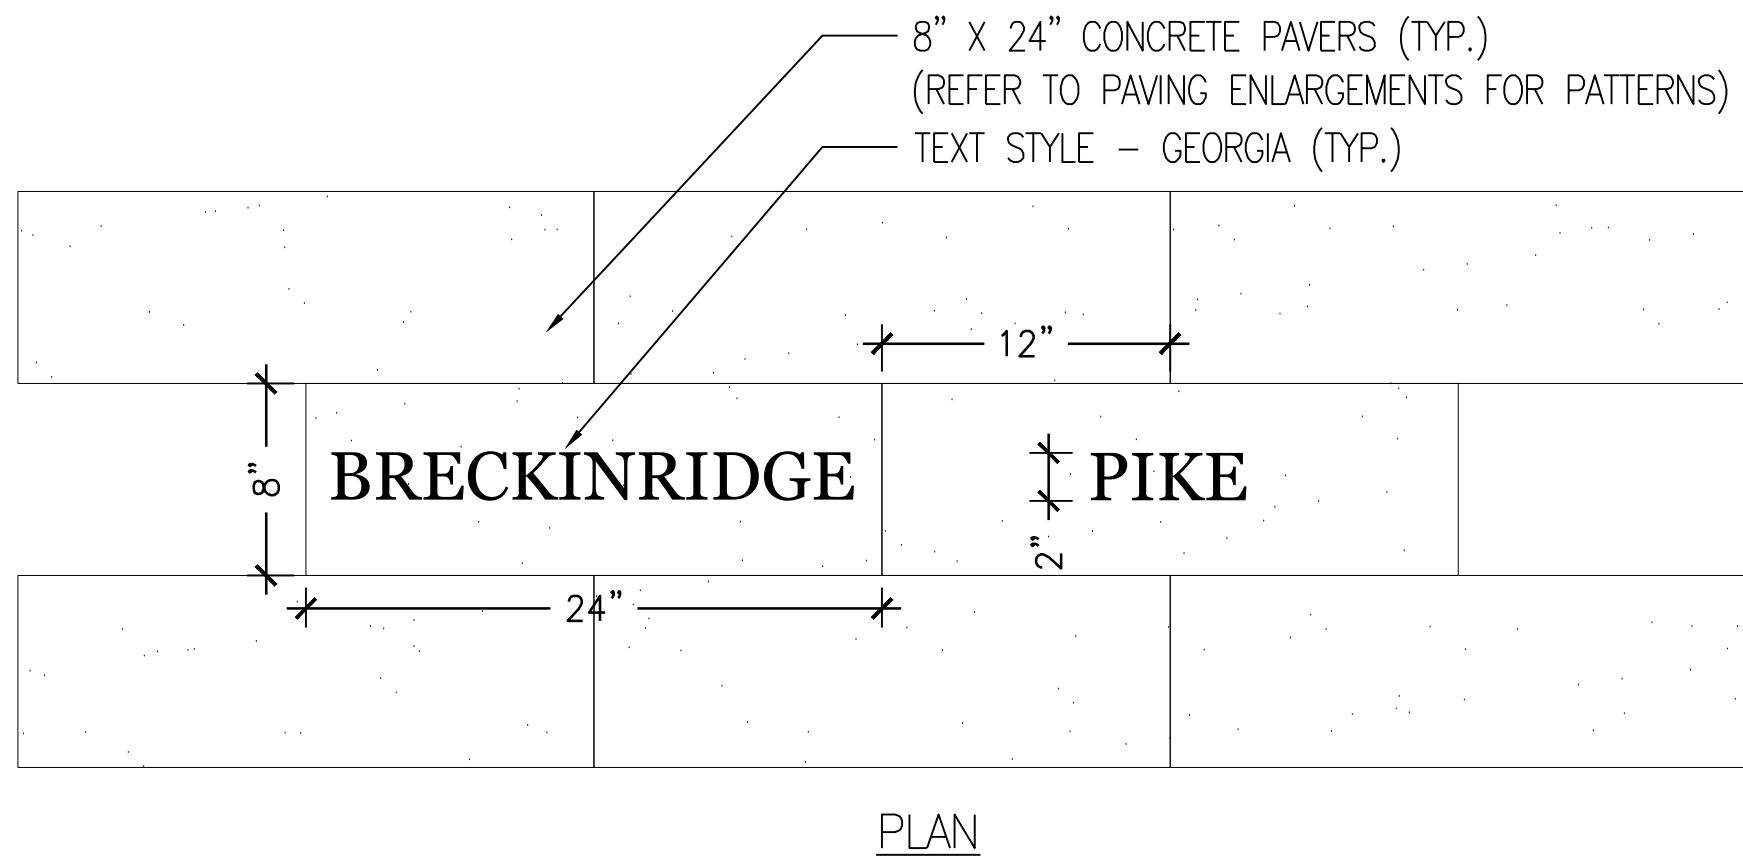 8" X 24" CONCRETE PAVERS (TYP.)
(REFER TO PAVING ENLARGEMENTS FOR PATTERNS)
TEXT STYLE – GEORGIA (TYP.)
12"
8"
BRECKINRIDGE
PIKE
2"
24"
PLAN